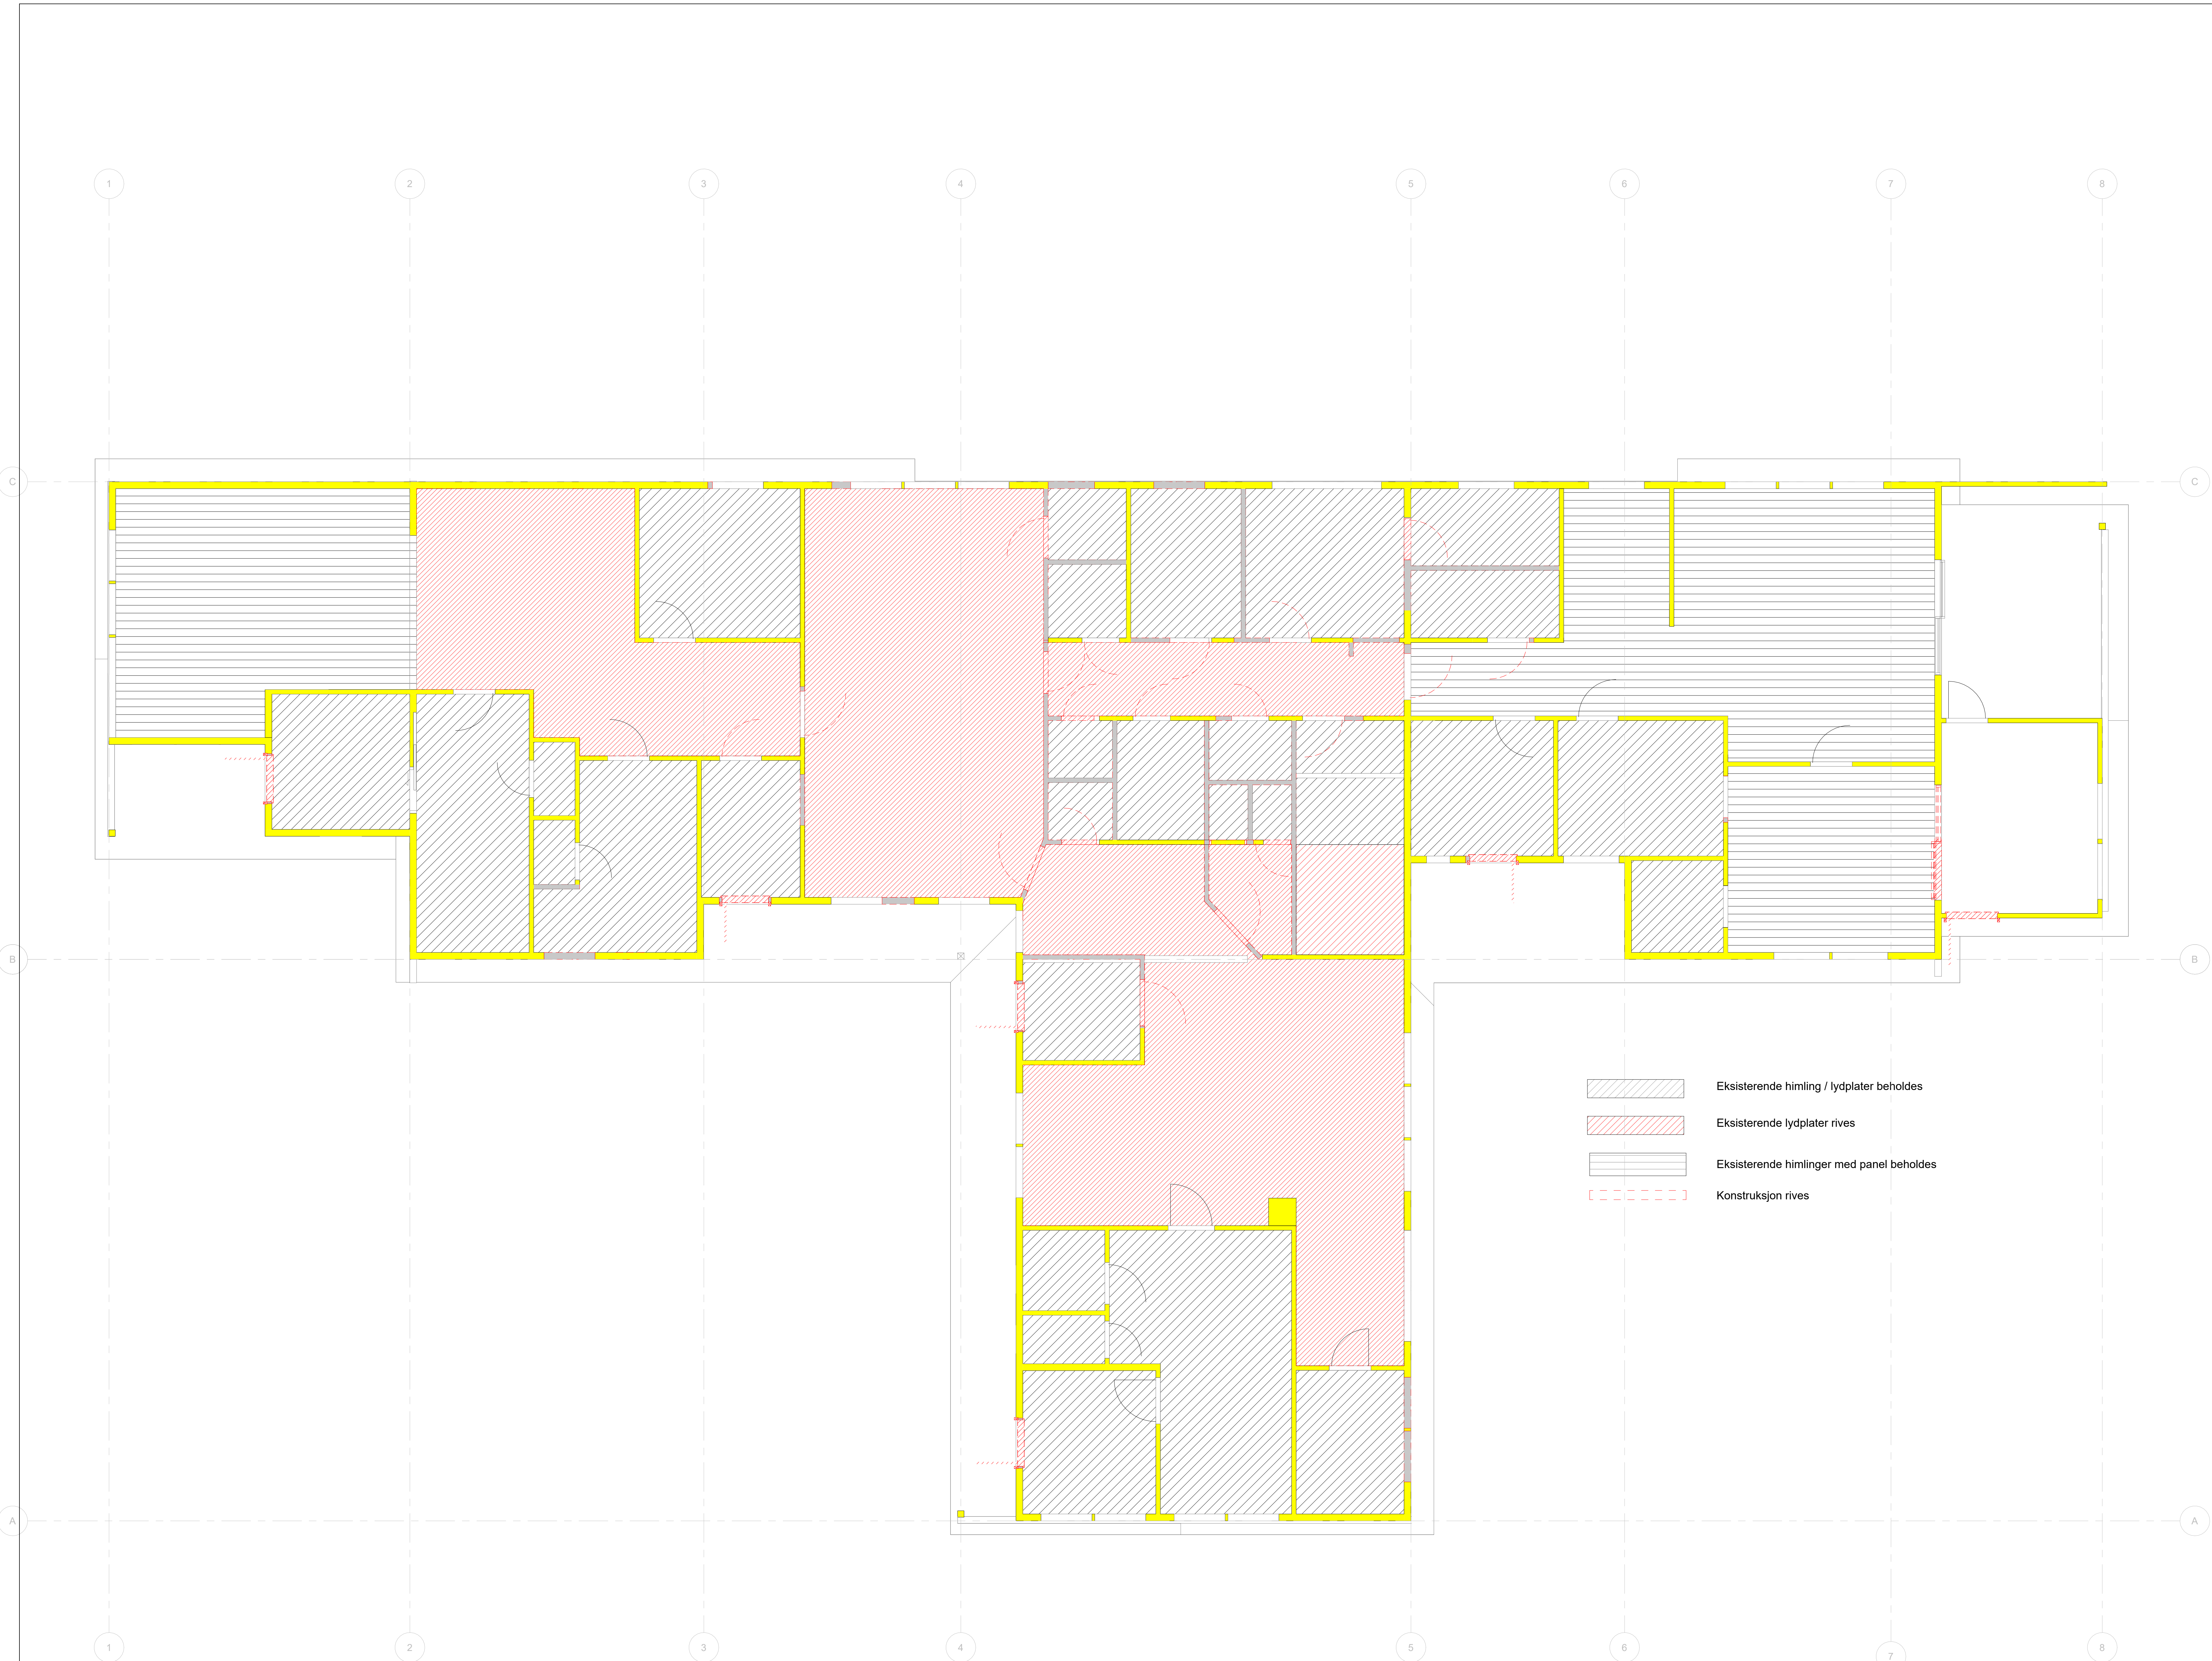 1 2 3 4 5 6 7 8
C C
B B
Eksisterende himling / lydplater beholdes
Eksisterende lydplater rives
Eksisterende himlinger med panel beholdes
Konstruksjon rives
A A
1 2 3 4 5 6 7 8